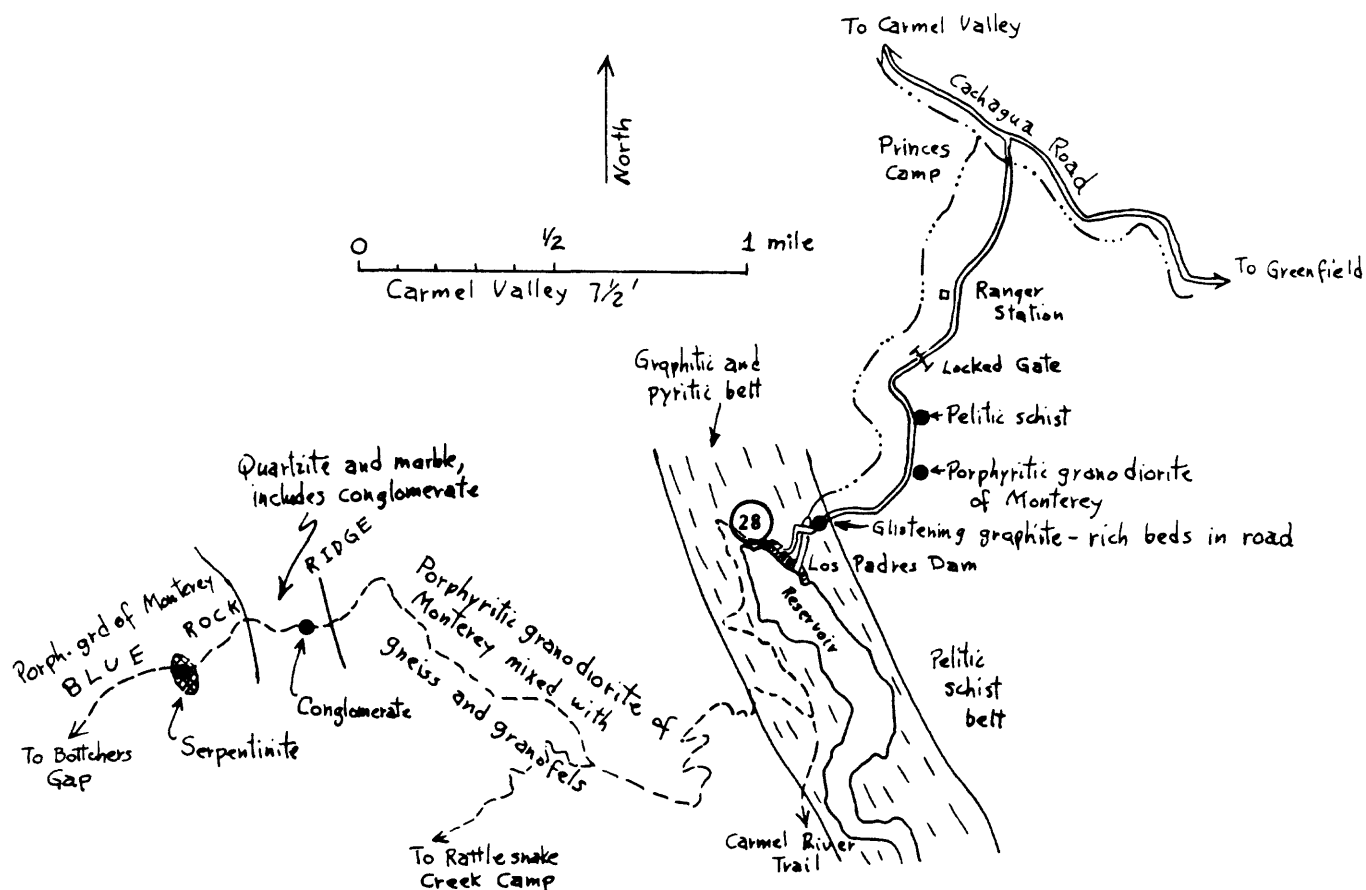 To Carmel Valley
Cachagua Road
North
Princes
Camp
0 1/2 1 mile
Carmel Valley 7 1/2'
To Greenfield
Ranger
Station
Graphitic and
pyritic belt
Locked Gate
Pelitic schist
Quartzite and marble,
includes conglomerate
Porphyritic granodiorite
of Monterey
28
Glistening graphite-rich beds in road
Los Padres Dam
Reservoir
BLUE ROCK RIDGE
Porph. grd of Monterey
Porphyritic granodiorite of
Monterey mixed with
gneiss and granofels
Pelitic
schist
belt
Conglomerate
Serpentinite
To Bottchers
Gap
Carmel River
Trail
To Rattlesnake
Creek Camp